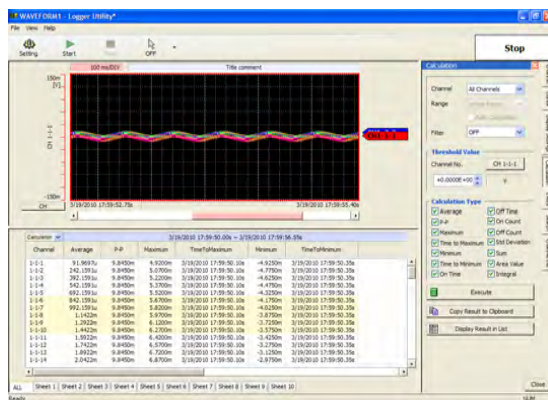 WAVEFORM1 - Logger Utility*
File View Help
Setting Start OFF
Stop
100 ms/DIV Title comment
150m
[V]
CH 1-1-1
-150m
CH
3/19/2010 17:59:52.75s 3/19/2010 17:59:55.40s
Calculation
Channel All Channels
Range
Filter OFF
Threshold Value
Channel No. CH 1-1-1
+0.0000E+00 V
Calculation Type
Average Off Time
P-P On Count
Maximum Off Count
Time to Maximum Std Deviation
Minimum Sum
Time to Minimum Area Value
On Time Integral
Execute
Copy Result to Clipboard
Display Result in List
Close
Calculation 3/19/2010 17:59:50.00s ~ 3/19/2010 17:59:56.55s
Channel Average P-P Maximum TimeToMaximum Minimum TimeToMinimum
1-1-1 91.9697u 9.8450m 4.9200m 3/19/2010 17:59:50.10s -4.9250m 3/19/2010 17:59:50.35s
1-1-2 242.1591u 9.8450m 5.0700m 3/19/2010 17:59:50.10s -4.7750m 3/19/2010 17:59:50.35s
1-1-3 392.1591u 9.8450m 5.2200m 3/19/2010 17:59:50.10s -4.6250m 3/19/2010 17:59:50.35s
1-1-4 542.1591u 9.8450m 5.3700m 3/19/2010 17:59:50.10s -4.4750m 3/19/2010 17:59:50.35s
1-1-5 692.1591u 9.8450m 5.5200m 3/19/2010 17:59:50.10s -4.3250m 3/19/2010 17:59:50.35s
1-1-6 842.1591u 9.8450m 5.6700m 3/19/2010 17:59:50.10s -4.1750m 3/19/2010 17:59:50.35s
1-1-7 992.1591u 9.8450m 5.8200m 3/19/2010 17:59:50.10s -4.0250m 3/19/2010 17:59:50.35s
1-1-8 1.1422m 9.8450m 5.9700m 3/19/2010 17:59:50.10s -3.8750m 3/19/2010 17:59:50.35s
1-1-9 1.2922m 9.8450m 6.1200m 3/19/2010 17:59:50.10s -3.7250m 3/19/2010 17:59:50.35s
1-1-10 1.4422m 9.8450m 6.2700m 3/19/2010 17:59:50.10s -3.5750m 3/19/2010 17:59:50.35s
1-1-11 1.5922m 9.8450m 6.4200m 3/19/2010 17:59:50.10s -3.4250m 3/19/2010 17:59:50.35s
1-1-12 1.7422m 9.8450m 6.5700m 3/19/2010 17:59:50.10s -3.2750m 3/19/2010 17:59:50.35s
1-1-13 1.8922m 9.8450m 6.7200m 3/19/2010 17:59:50.10s -3.1250m 3/19/2010 17:59:50.35s
1-1-14 2.0422m 9.8450m 6.8700m 3/19/2010 17:59:50.10s -2.9750m 3/19/2010 17:59:50.35s
ALL Sheet 1 Sheet 2 Sheet 3 Sheet 4 Sheet 5 Sheet 6 Sheet 7 Sheet 8 Sheet 9 Sheet 10
Ready NUM